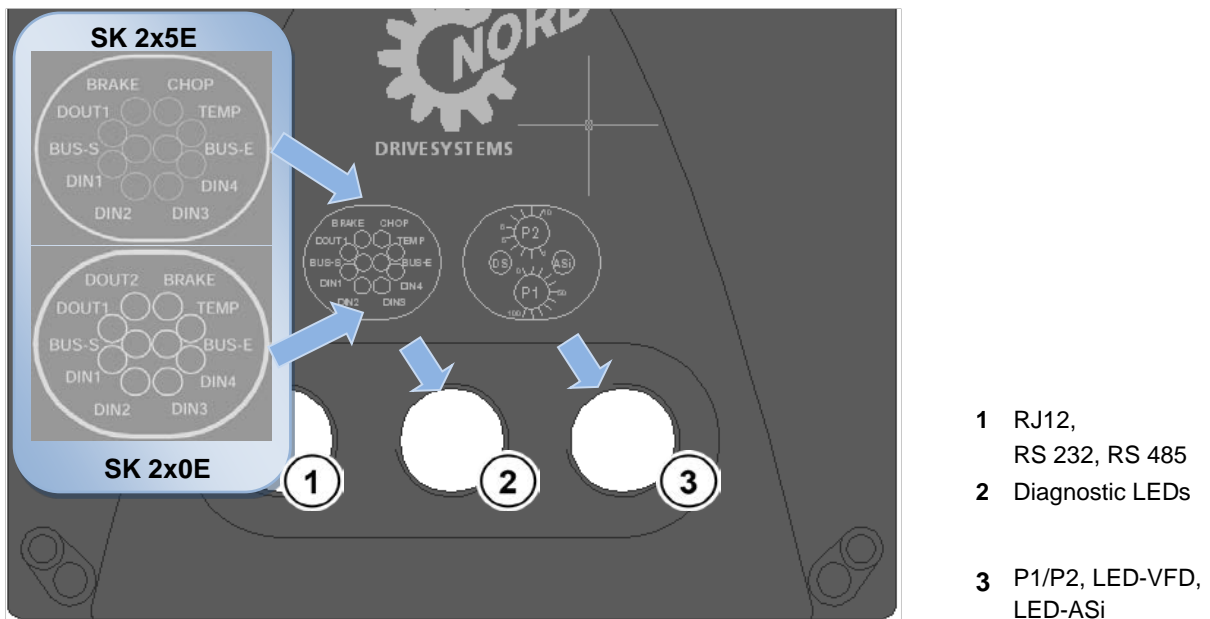 SK 2x5E
BRAKE CHOP
DOUT1 TEMP
BUS-S BUS-E
DIN1 DIN4
DIN2 DIN3
DOUT2 BRAKE
DOUT1 TEMP
BUS-S BUS-E
DIN1 DIN4
DIN2 DIN3
SK 2x0E
NORD
DRIVESYSTEMS
BRAKE CHOP
DOUT1 TEMP
BUS-S BUS-E
DIN1 DIN4
DIN2 DIN3
P2
DS ASi
P1
50
100
1
2
3
1 RJ12,
RS 232, RS 485
2 Diagnostic LEDs
3 P1/P2, LED-VFD,
LED-ASi